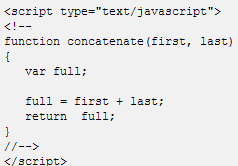 <script type="text/javascript">
<!--
function concatenate(first, last)
{
   var full;

   full = first + last;
   return  full;
}
//-->
</script>